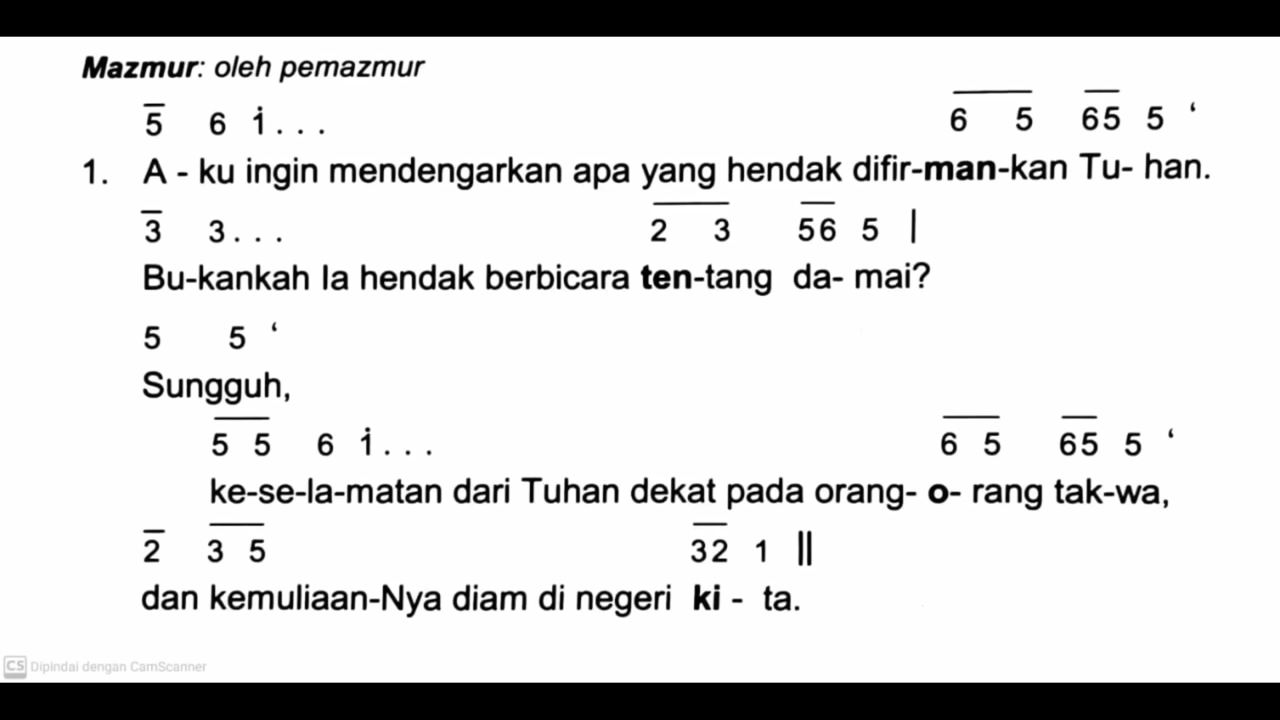 Mazmur: oleh pemazmur
5 6 i . . . 6 5 65 5 ‘
1. A - ku ingin mendengarkan apa yang hendak difir-man-kan Tu- han.
3 3 . . . 2 3 56 5 |
Bu-kankah Ia hendak berbicara ten-tang da- mai?
5 5 ‘
Sungguh,
5 5 6 i . . . 6 5 65 5 ‘
ke-se-la-matan dari Tuhan dekat pada orang- o- rang tak-wa,
2 3 5 32 1 ||
dan kemuliaan-Nya diam di negeri ki - ta.
CS Dipindai dengan CamScanner